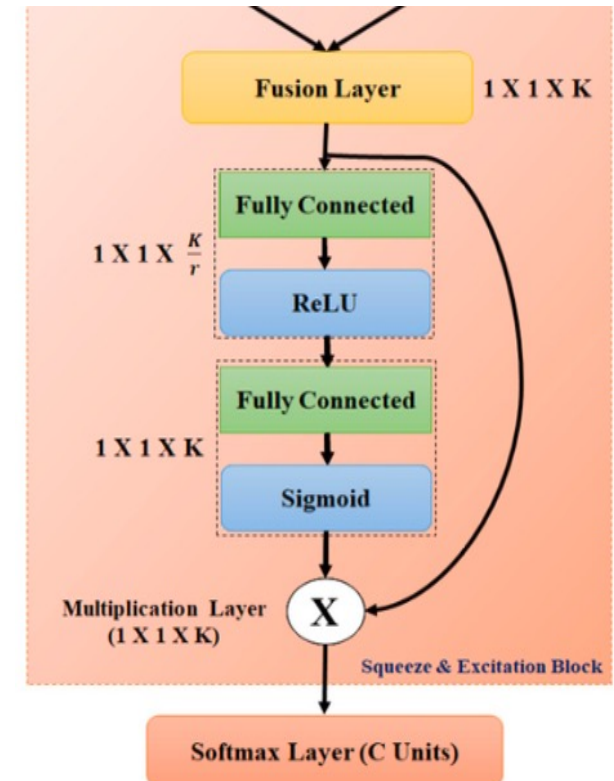 Fusion Layer
1 X 1 X K
Fully Connected
1 X 1 X K/r
ReLU
Fully Connected
1 X 1 X K
Sigmoid
Multiplication Layer
(1 X 1 X K)
X
Squeeze & Excitation Block
Softmax Layer (C Units)